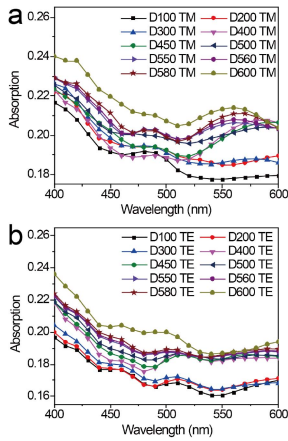 a
D100 TM D200 TM
D300 TM D400 TM
D450 TM D500 TM
D550 TM D560 TM
D580 TM D600 TM
0.26
0.24
0.22
0.20
0.18
Absorption
400 450 500 550 600
Wavelength (nm)
b
D100 TE D200 TE
D300 TE D400 TE
D450 TE D500 TE
D550 TE D560 TE
D580 TE D600 TE
0.26
0.24
0.22
0.20
0.18
0.16
Absorption
400 450 500 550 600
Wavelength (nm)